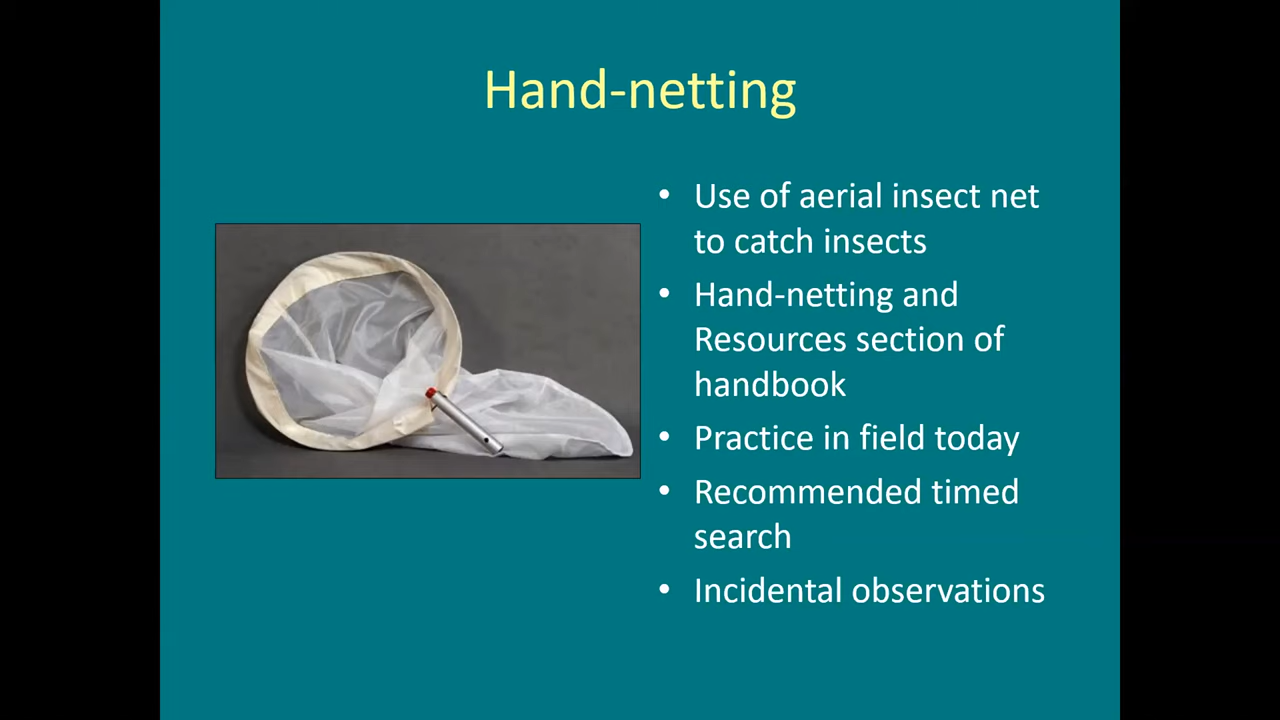 Hand-netting
• Use of aerial insect net
to catch insects
• Hand-netting and
Resources section of
handbook
• Practice in field today
• Recommended timed
search
• Incidental observations